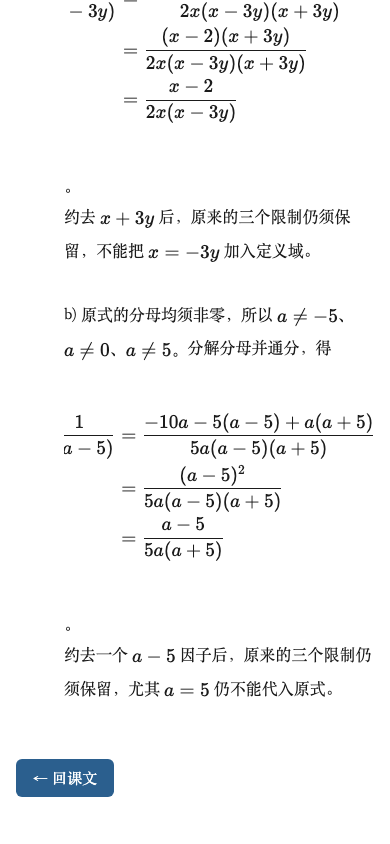 − 3y) = 2x(x − 3y)(x + 3y)
= (x − 2)(x + 3y) / 2x(x − 3y)(x + 3y)
= x − 2 / 2x(x − 3y)
。
约去 x + 3y 后，原来的三个限制仍须保
留，不能把 x = −3y 加入定义域。
b) 原式的分母均须非零，所以 a ≠ −5、
a ≠ 0、a ≠ 5。分解分母并通分，得
1 / a − 5) = −10a − 5(a − 5) + a(a + 5) / 5a(a − 5)(a + 5)
= (a − 5)² / 5a(a − 5)(a + 5)
= a − 5 / 5a(a + 5)
。
约去一个 a − 5 因子后，原来的三个限制仍
须保留，尤其 a = 5 仍不能代入原式。
← 回课文